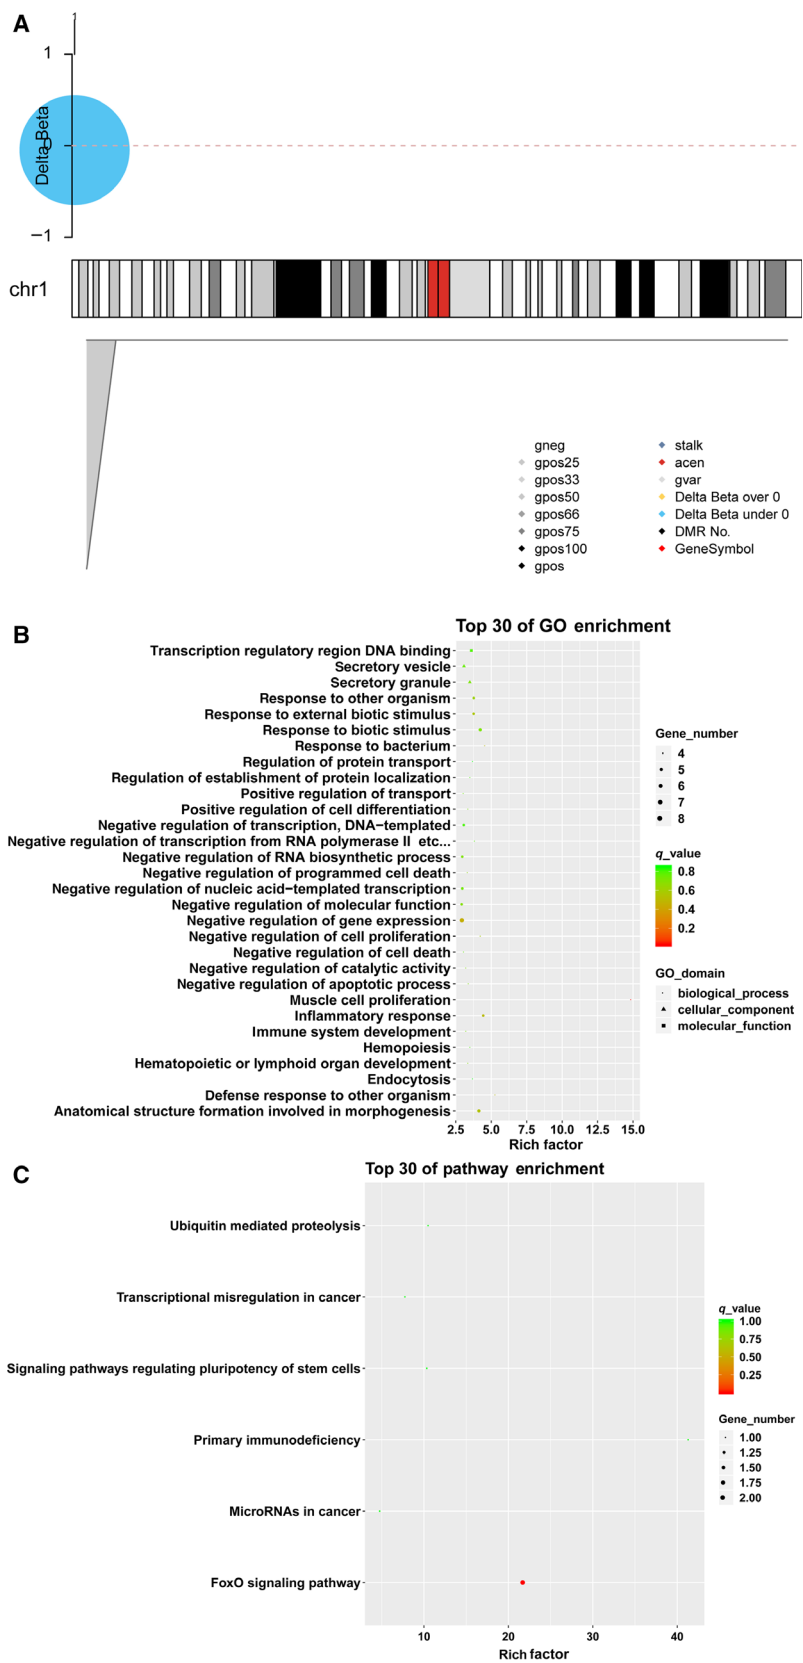 A
1
1
0
−1
Delta Beta
chr1
gneg
gpos25
gpos33
gpos50
gpos66
gpos75
gpos100
gpos
stalk
acen
gvar
Delta Beta over 0
Delta Beta under 0
DMR No.
GeneSymbol
B
Top 30 of GO enrichment
Transcription regulatory region DNA binding
Secretory vesicle
Secretory granule
Response to other organism
Response to external biotic stimulus
Response to biotic stimulus
Response to bacterium
Regulation of protein transport
Regulation of establishment of protein localization
Positive regulation of transport
Positive regulation of cell differentiation
Negative regulation of transcription, DNA−templated
Negative regulation of transcription from RNA polymerase II etc...
Negative regulation of RNA biosynthetic process
Negative regulation of programmed cell death
Negative regulation of nucleic acid−templated transcription
Negative regulation of molecular function
Negative regulation of gene expression
Negative regulation of cell proliferation
Negative regulation of cell death
Negative regulation of catalytic activity
Negative regulation of apoptotic process
Muscle cell proliferation
Inflammatory response
Immune system development
Hemopoiesis
Hematopoietic or lymphoid organ development
Endocytosis
Defense response to other organism
Anatomical structure formation involved in morphogenesis
2.5 5.0 7.5 10.0 12.5 15.0
Rich factor
Gene_number
4
5
6
7
8
q_value
0.8
0.6
0.4
0.2
GO_domain
biological_process
cellular_component
molecular_function
C
Top 30 of pathway enrichment
Ubiquitin mediated proteolysis
Transcriptional misregulation in cancer
Signaling pathways regulating pluripotency of stem cells
Primary immunodeficiency
MicroRNAs in cancer
FoxO signaling pathway
10 20 30 40
Rich factor
q_value
1.00
0.75
0.50
0.25
Gene_number
1.00
1.25
1.50
1.75
2.00